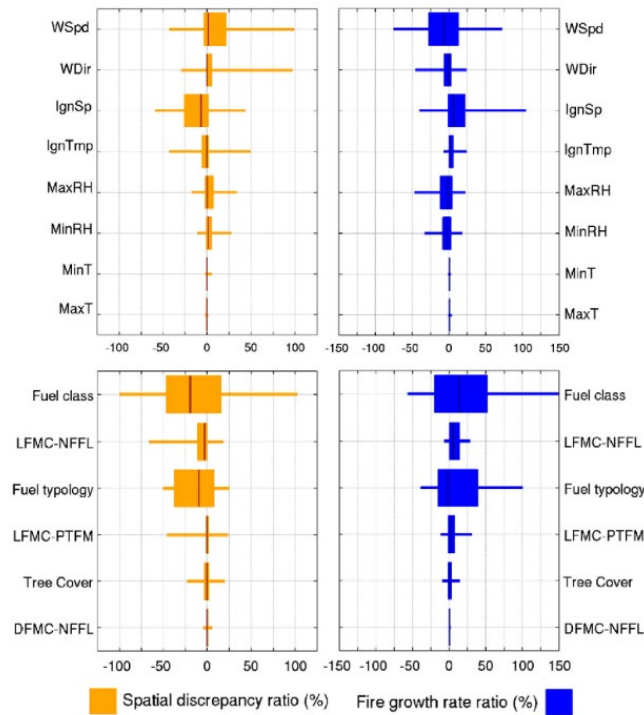 WSpd
WSpd
WDir
WDir
IgnSp
IgnSp
IgnTmp
IgnTmp
MaxRH
MaxRH
MinRH
MinRH
MinT
MinT
MaxT
MaxT
-100 -50 0 50 100
-150 -100 -50 0 50 100 150
Fuel class
Fuel class
LFMC-NFFL
LFMC-NFFL
Fuel typology
Fuel typology
LFMC-PTFM
LFMC-PTFM
Tree Cover
Tree Cover
DFMC-NFFL
DFMC-NFFL
-100 -50 0 50 100
-150 -100 -50 0 50 100 150
Spatial discrepancy ratio (%) Fire growth rate ratio (%)